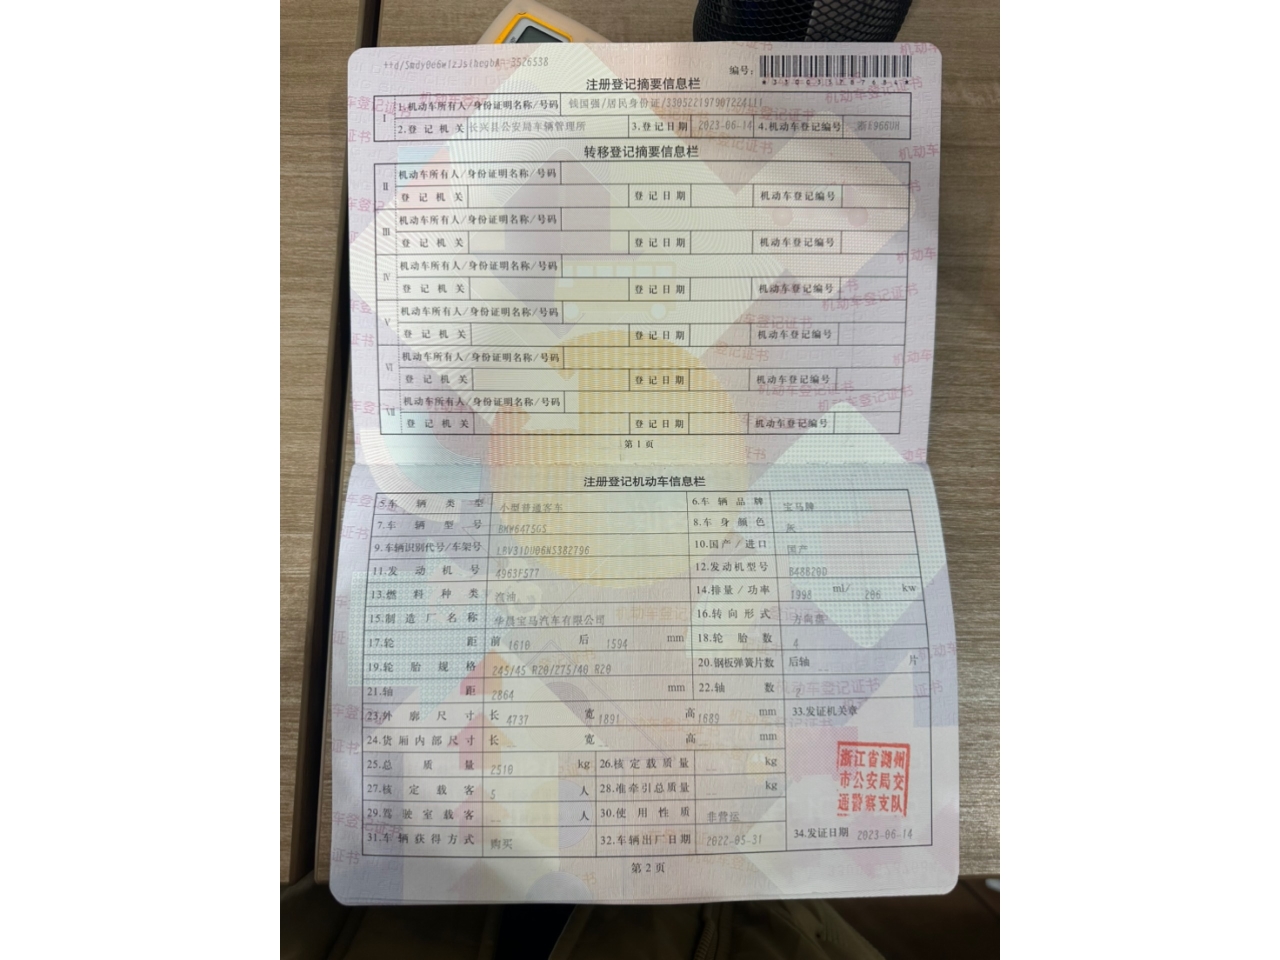 注册登记摘要信息栏
编号：
I
1.机动车所有人/身份证明名称/号码 钱国强/居民身份证/330522197907224111
2.登记机关 长兴县公安局车辆管理所 3.登记日期 2023-06-14 4.机动车登记编号
转移登记摘要信息栏
II
机动车所有人/身份证明名称/号码
登记机关 登记日期 机动车登记编号
III
机动车所有人/身份证明名称/号码
登记机关 登记日期 机动车登记编号
IV
机动车所有人/身份证明名称/号码
登记机关 登记日期 机动车登记编号
V
机动车所有人/身份证明名称/号码
登记机关 登记日期 机动车登记编号
VI
机动车所有人/身份证明名称/号码
登记机关 登记日期 机动车登记编号
VII
机动车所有人/身份证明名称/号码
登记机关 登记日期 机动车登记编号
第1页
注册登记机动车信息栏
5.车辆类型 小型普通客车 6.车辆品牌 宝马牌
7.车辆型号 BMW6475GS 8.车身颜色 灰
9.车辆识别代号/车架号 LBV31DU06NS382796 10.国产/进口 国产
11.发动机号 4963F577 12.发动机型号 B48820D
13.燃料种类 汽油 14.排量/功率 1998 ml/ kw
15.制造厂名称 华晨宝马汽车有限公司 16.转向形式 方向盘
17.轮距 前 1610 后 1594 mm 18.轮胎数 4
19.轮胎规格 245/45 R20/275/40 R20 20.钢板弹簧片数 后轴 -- 片
21.轴距 2864 mm 22.轴数 2
23.外廓尺寸 长 4737 宽 1891 高 1689 mm 33.发证机关章
24.货厢内部尺寸 长 -- 宽 -- 高 -- mm
25.总质量 2510 kg 26.核定载质量 -- kg
27.核定载客 5 人 28.准牵引总质量 -- kg
29.驾驶室载客 -- 人 30.使用性质 非营运
31.车辆获得方式 购买 32.车辆出厂日期 2022-05-31 34.发证日期 2023-06-14
浙江省湖州
市公安局交
通警察支队
第2页